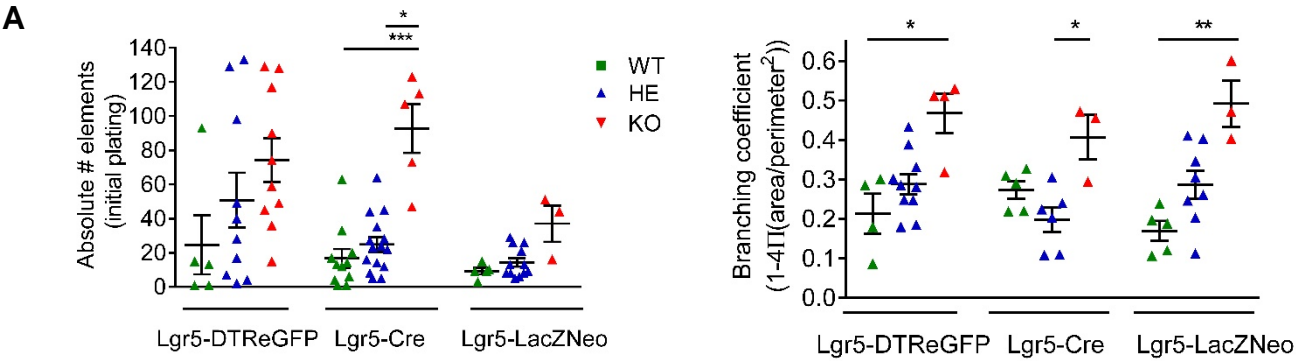 A
*
***
140
120
100
80
60
40
20
0
Absolute # elements
(initial plating)
WT
HE
KO
Lgr5-DTReGFP
Lgr5-Cre
Lgr5-LacZNeo
*
*
**
0.6
0.5
0.4
0.3
0.2
0.1
0.0
Branching coefficient
(1-4Π(area/perimeter²))
Lgr5-DTReGFP
Lgr5-Cre
Lgr5-LacZNeo